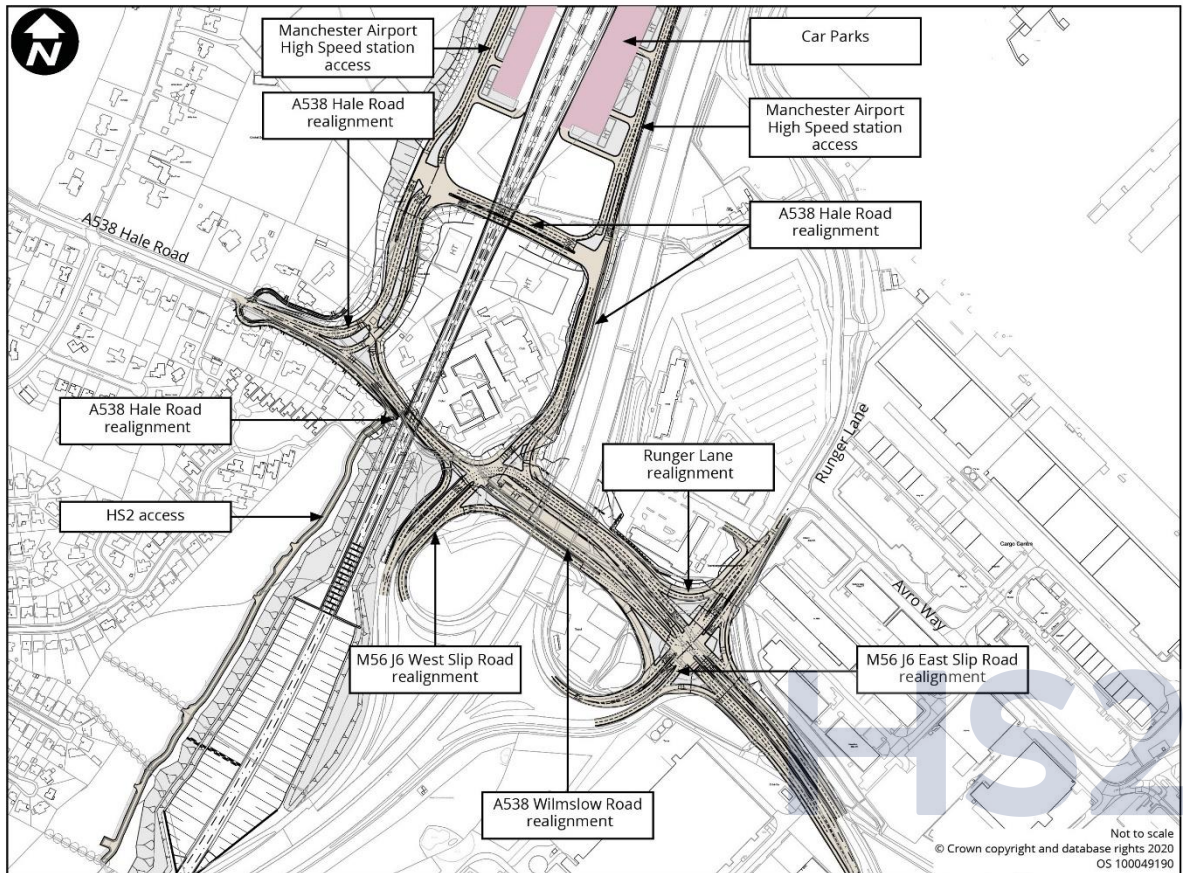 N
Manchester Airport
High Speed station
access
Car Parks
A538 Hale Road
realignment
Manchester Airport
High Speed station
access
A538 Hale Road
realignment
A538 Hale Road
HT
HT
A538 Hale Road
realignment
Runger Lane
Runger Lane
realignment
HS2 access
HT
Cargo Centre
Avro Way
M56 J6 West Slip Road
realignment
M56 J6 East Slip Road
realignment
HS2
A538 Wilmslow Road
realignment
Not to scale
© Crown copyright and database rights 2020
OS 100049190